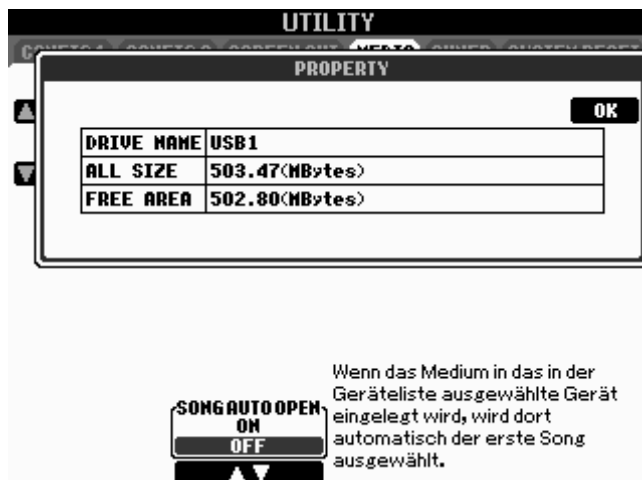 UTILITY
MEDIA
PROPERTY
OK
DRIVE NAME USB1
ALL SIZE 503.47(MBytes)
FREE AREA 502.80(MBytes)
Wenn das Medium in das in der
Geräteliste ausgewählte Gerät
eingelegt wird, wird dort
automatisch der erste Song
ausgewählt.
SONG AUTO OPEN
ON
OFF